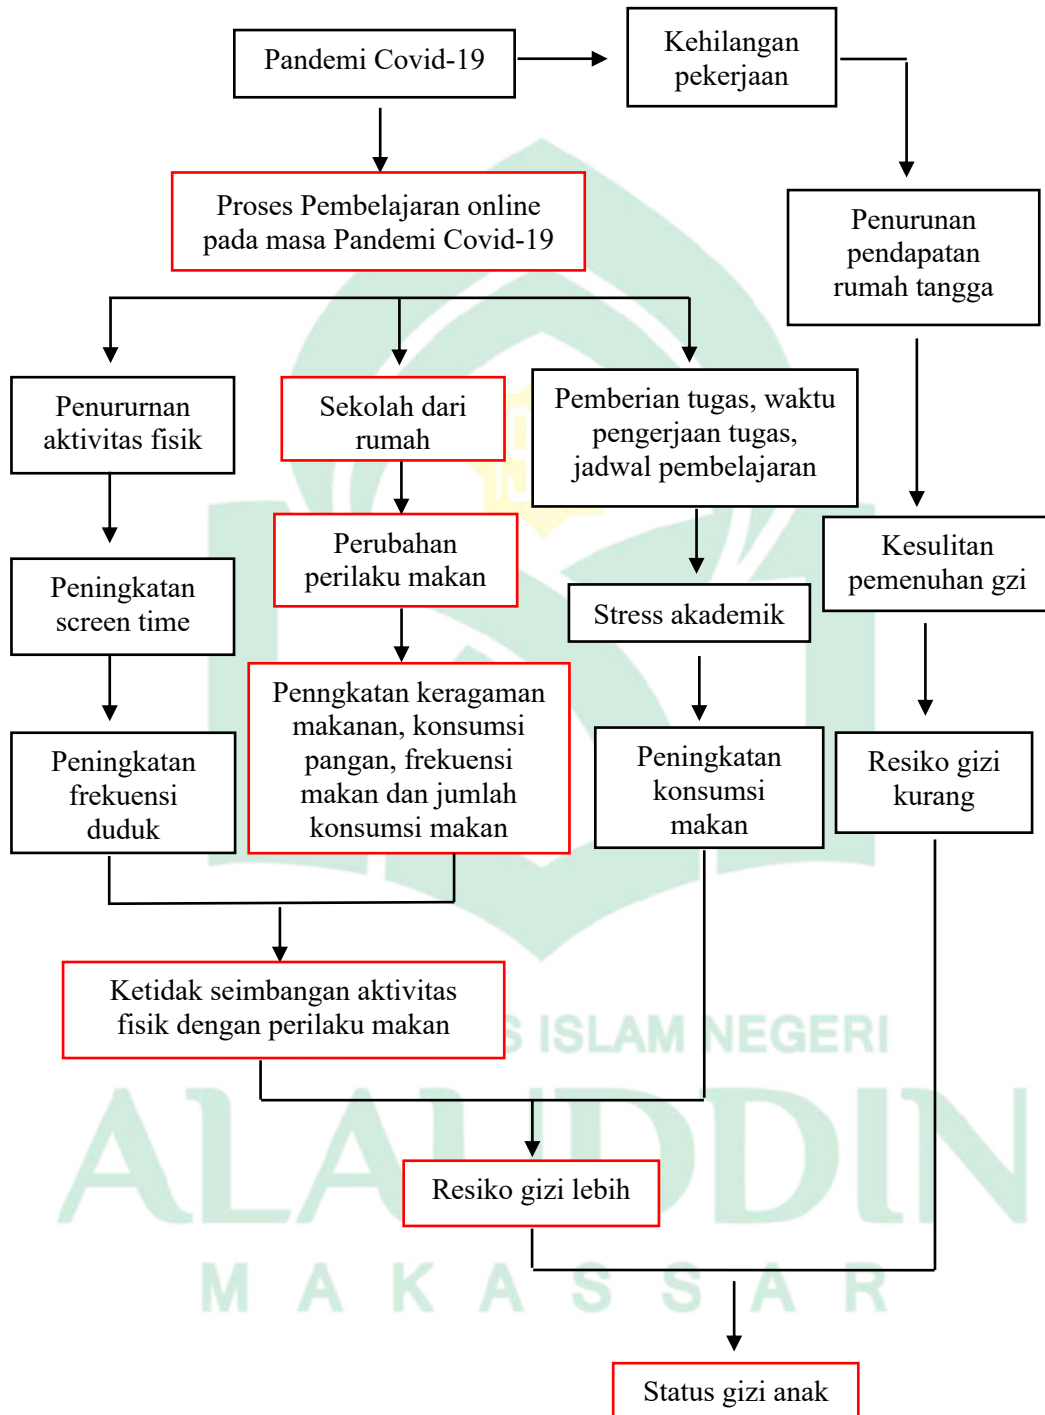 Pandemi Covid-19
Kehilangan
pekerjaan
Proses Pembelajaran online
pada masa Pandemi Covid-19
Penurunan
pendapatan
rumah tangga
Penururnan
aktivitas fisik
Sekolah dari
rumah
Pemberian tugas, waktu
pengerjaan tugas,
jadwal pembelajaran
Perubahan
perilaku makan
Kesulitan
pemenuhan gzi
Peningkatan
screen time
Stress akademik
Penngkatan keragaman
makanan, konsumsi
pangan, frekuensi
makan dan jumlah
konsumsi makan
Peningkatan
frekuensi
duduk
Peningkatan
konsumsi
makan
Resiko gizi
kurang
Ketidak seimbangan aktivitas
fisik dengan perilaku makan
S ISLAM NEGERI
ALAUDDIN
Resiko gizi lebih
MAKASSAR
Status gizi anak